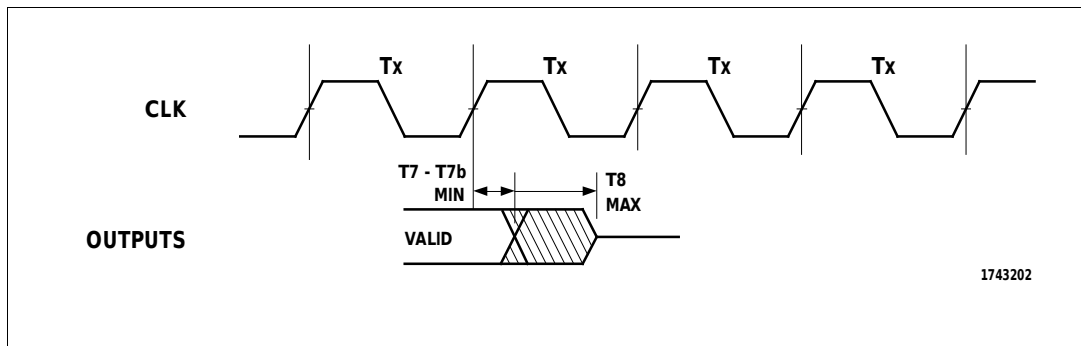 Tx Tx Tx Tx
CLK
T7 - T7b
MIN
T8
MAX
OUTPUTS
VALID
1743202